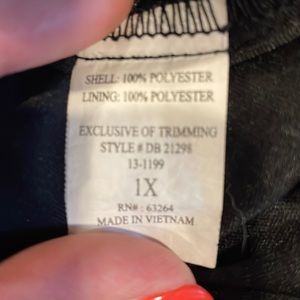 SHELL: 100% POLYESTER
LINING: 100% POLYESTER
EXCLUSIVE OF TRIMMING
STYLE # DB 21298
13-1199
1X
RN# : 63264
MADE IN VIETNAM